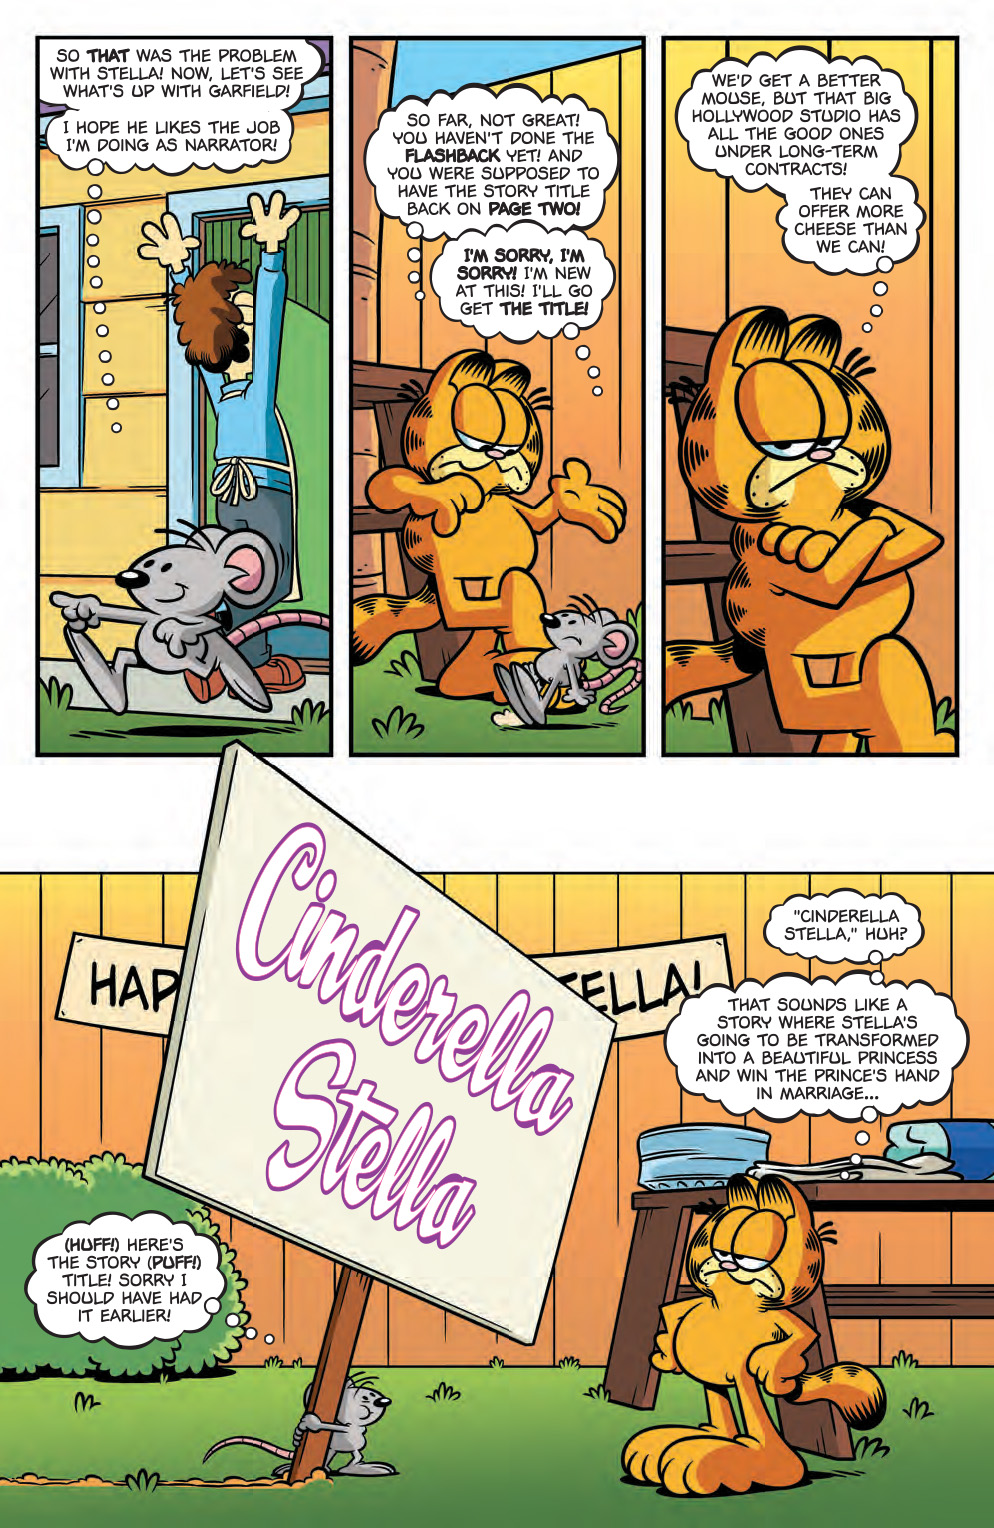 SO THAT WAS THE PROBLEM
WITH STELLA! NOW, LET'S SEE
WHAT'S UP WITH GARFIELD!
I HOPE HE LIKES THE JOB
I'M DOING AS NARRATOR!
SO FAR, NOT GREAT!
YOU HAVEN'T DONE THE
FLASHBACK YET! AND
YOU WERE SUPPOSED TO
HAVE THE STORY TITLE
BACK ON PAGE TWO!
I'M SORRY, I'M
SORRY! I'M NEW
AT THIS! I'LL GO
GET THE TITLE!
WE'D GET A BETTER
MOUSE, BUT THAT BIG
HOLLYWOOD STUDIO HAS
ALL THE GOOD ONES
UNDER LONG-TERM
CONTRACTS!
THEY CAN
OFFER MORE
CHEESE THAN
WE CAN!
HAP
TELLA!
Cinderella
Stella
"CINDERELLA
STELLA," HUH?
THAT SOUNDS LIKE A
STORY WHERE STELLA'S
GOING TO BE TRANSFORMED
INTO A BEAUTIFUL PRINCESS
AND WIN THE PRINCE'S HAND
IN MARRIAGE...
(HUFF!) HERE'S
THE STORY (PUFF!)
TITLE! SORRY I
SHOULD HAVE HAD
IT EARLIER!